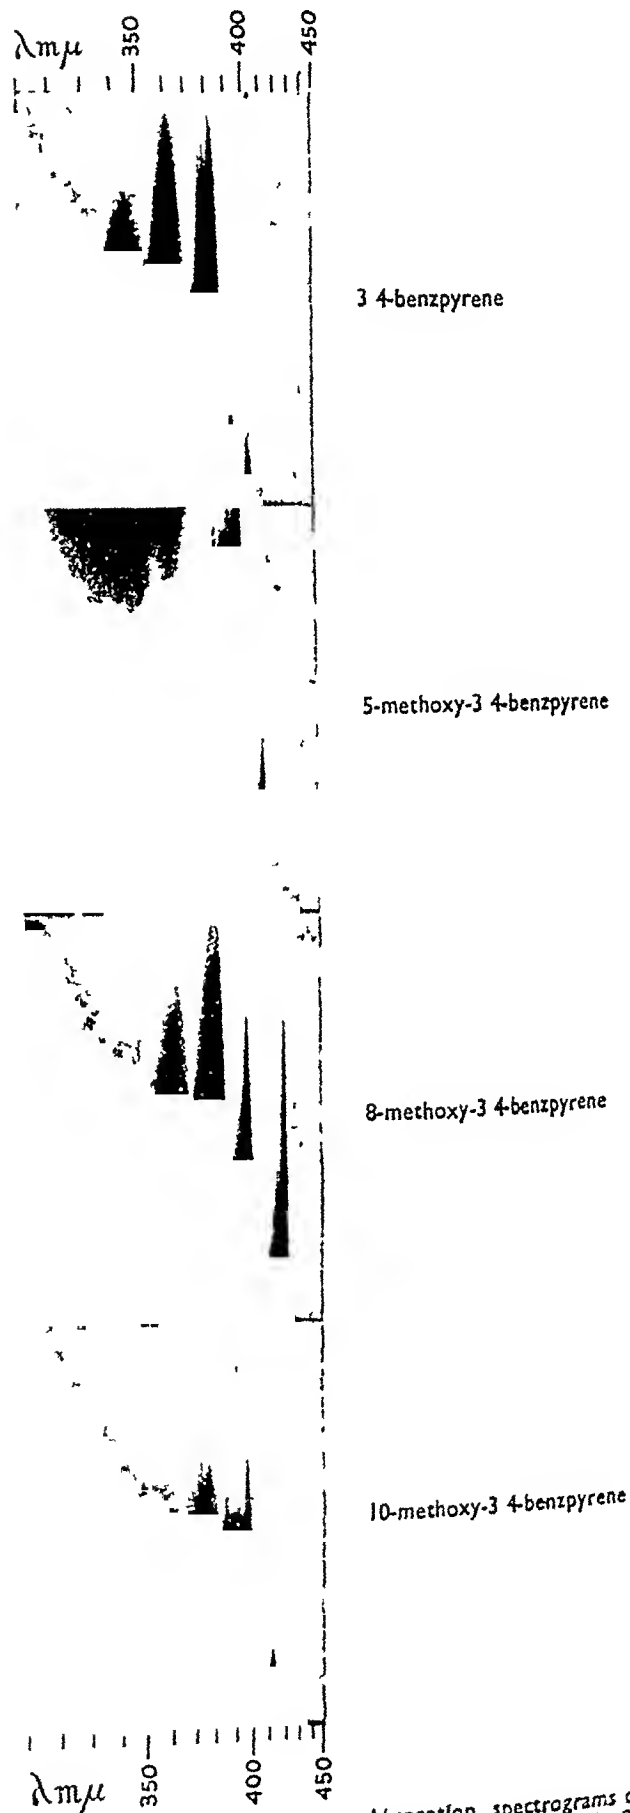 λmμ 350 400 450
3 4-benzpyrene
5-methoxy-3 4-benzpyrene
8-methoxy-3 4-benzpyrene
10-methoxy-3 4-benzpyrene
λmμ 350 400 450
spectrograms